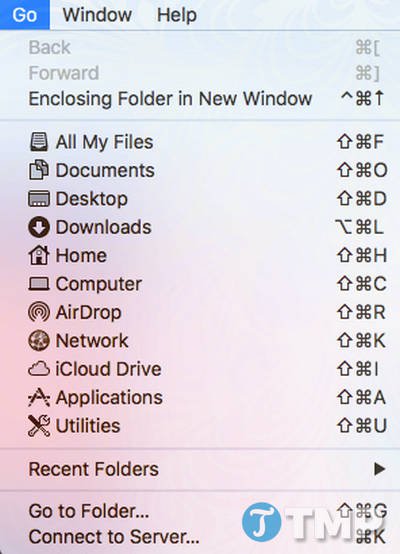 Go Window Help
Back ⌘[
Forward ⌘]
Enclosing Folder in New Window ^⌘↑
All My Files ⇧⌘F
Documents ⇧⌘O
Desktop ⇧⌘D
Downloads ⌥⌘L
Home ⇧⌘H
Computer ⇧⌘C
AirDrop ⇧⌘R
Network ⇧⌘K
iCloud Drive ⇧⌘I
Applications ⇧⌘A
Utilities ⇧⌘U
Recent Folders ▶
Go to Folder... ⇧⌘G
Connect to Server... ⌘K
T TMP